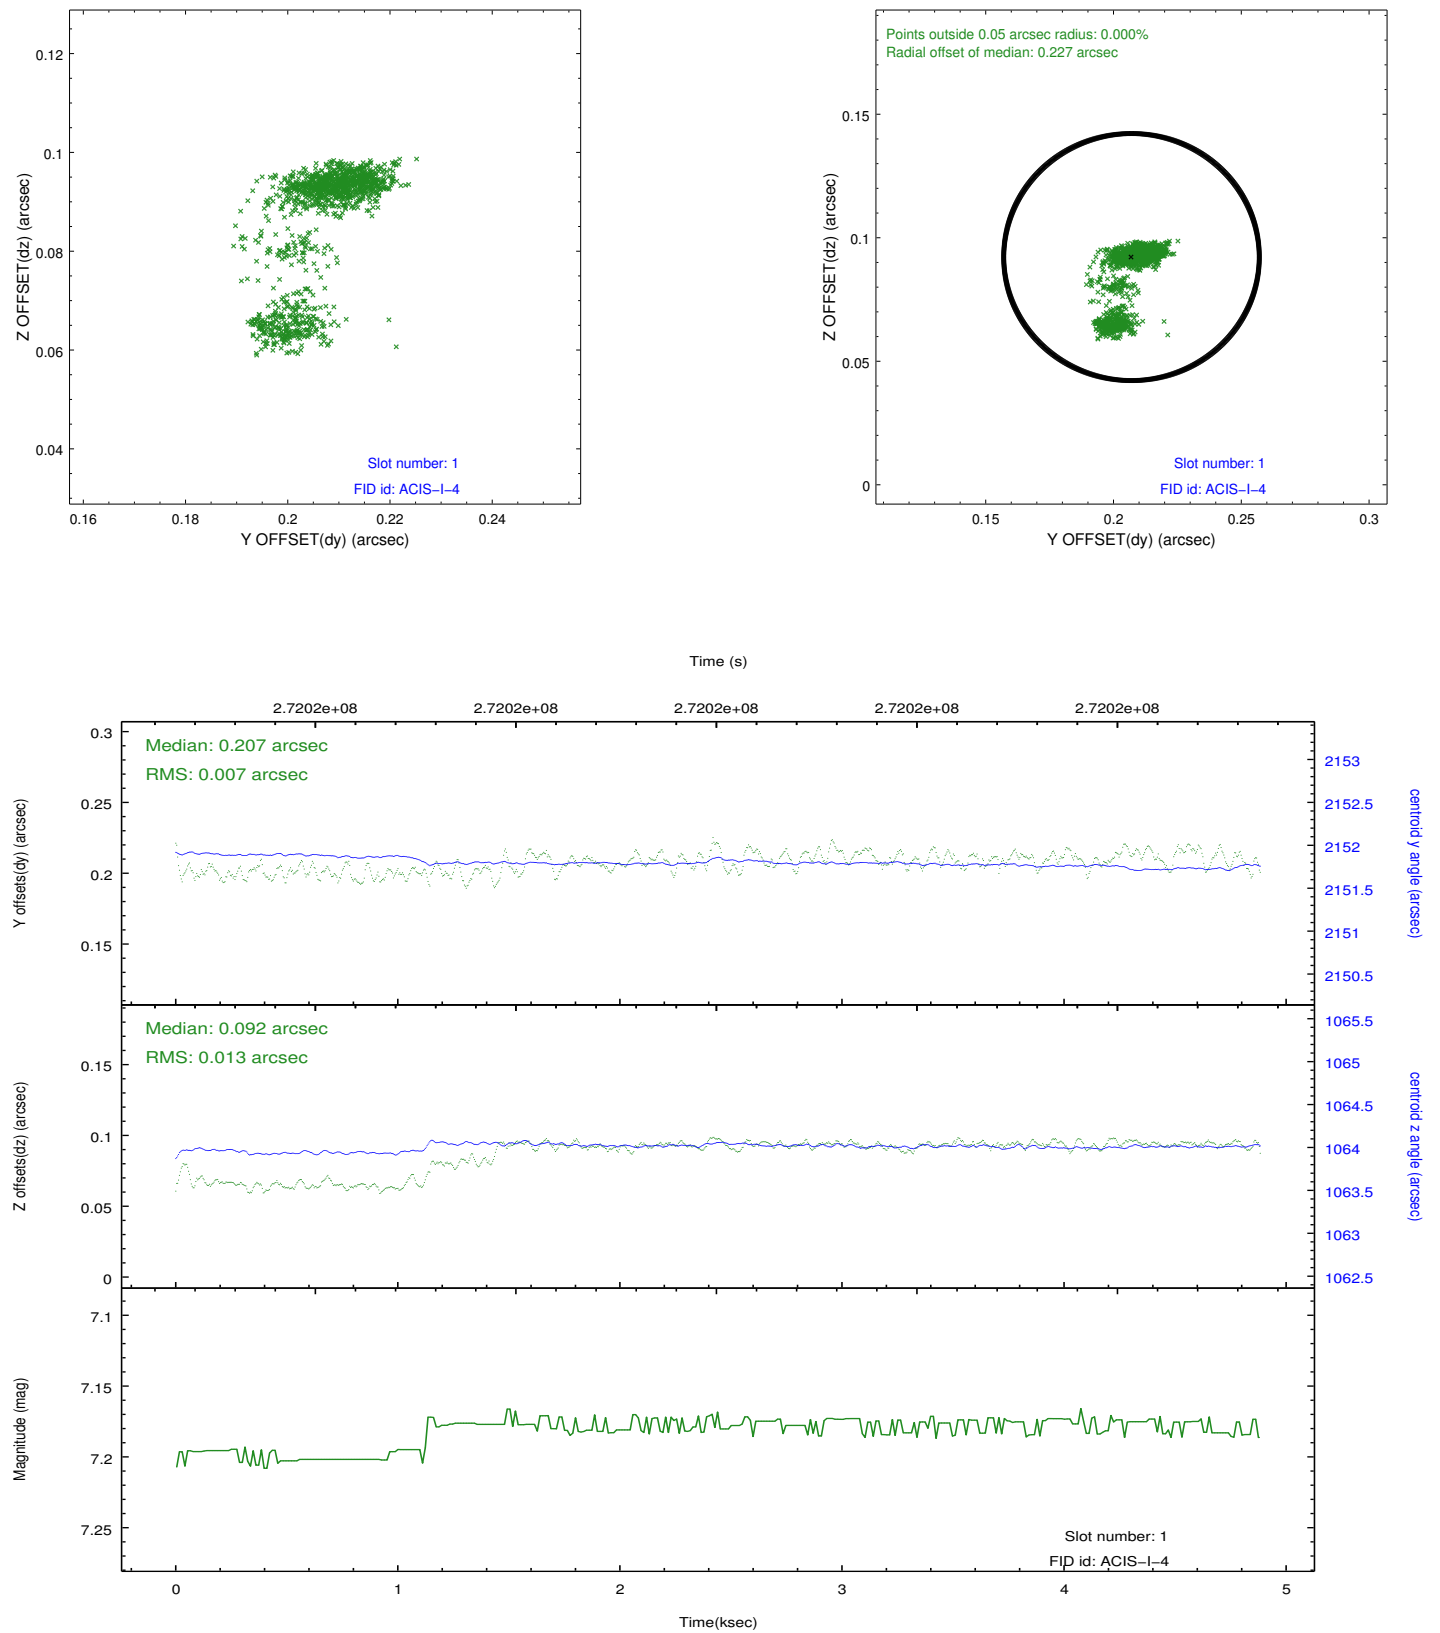 0.12
0.1
0.08
0.06
0.04
Z OFFSET(dz) (arcsec)
Slot number: 1
FID id: ACIS−I−4
0.16 0.18 0.2 0.22 0.24
Y OFFSET(dy) (arcsec)
Points outside 0.05 arcsec radius: 0.000%
Radial offset of median: 0.227 arcsec
0.15
0.1
0.05
0
Z OFFSET(dz) (arcsec)
Slot number: 1
FID id: ACIS−I−4
0.15 0.2 0.25 0.3
Y OFFSET(dy) (arcsec)
Time (s)
2.7202e+08 2.7202e+08 2.7202e+08 2.7202e+08 2.7202e+08
Median: 0.207 arcsec
RMS: 0.007 arcsec
0.3
0.25
0.2
0.15
Y offsets(dy) (arcsec)
2153
2152.5
2152
2151.5
2151
2150.5
centroid y angle (arcsec)
Median: 0.092 arcsec
RMS: 0.013 arcsec
0.15
0.1
0.05
0
Z offsets(dz) (arcsec)
1065.5
1065
1064.5
1064
1063.5
1063
1062.5
centroid z angle (arcsec)
7.1
7.15
7.2
7.25
Magnitude (mag)
Slot number: 1
FID id: ACIS−I−4
0 1 2 3 4 5
Time(ksec)